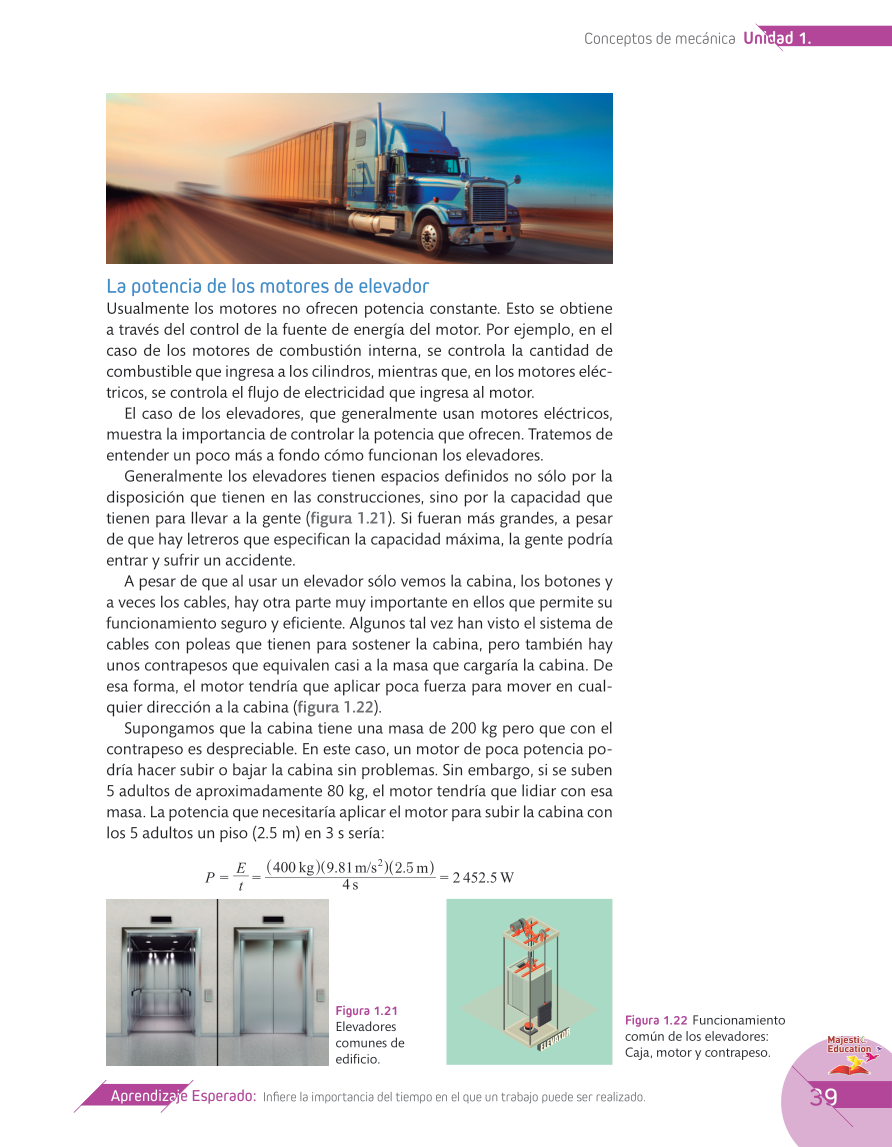 Conceptos de mecánica Unidad 1.
La potencia de los motores de elevador
Usualmente los motores no ofrecen potencia constante. Esto se obtiene
a través del control de la fuente de energía del motor. Por ejemplo, en el
caso de los motores de combustión interna, se controla la cantidad de
combustible que ingresa a los cilindros, mientras que, en los motores eléc-
tricos, se controla el flujo de electricidad que ingresa al motor.
El caso de los elevadores, que generalmente usan motores eléctricos,
muestra la importancia de controlar la potencia que ofrecen. Tratemos de
entender un poco más a fondo cómo funcionan los elevadores.
Generalmente los elevadores tienen espacios definidos no sólo por la
disposición que tienen en las construcciones, sino por la capacidad que
tienen para llevar a la gente (figura 1.21). Si fueran más grandes, a pesar
de que hay letreros que especifican la capacidad máxima, la gente podría
entrar y sufrir un accidente.
A pesar de que al usar un elevador sólo vemos la cabina, los botones y
a veces los cables, hay otra parte muy importante en ellos que permite su
funcionamiento seguro y eficiente. Algunos tal vez han visto el sistema de
cables con poleas que tienen para sostener la cabina, pero también hay
unos contrapesos que equivalen casi a la masa que cargaría la cabina. De
esa forma, el motor tendría que aplicar poca fuerza para mover en cual-
quier dirección a la cabina (figura 1.22).
Supongamos que la cabina tiene una masa de 200 kg pero que con el
contrapeso es despreciable. En este caso, un motor de poca potencia po-
dría hacer subir o bajar la cabina sin problemas. Sin embargo, si se suben
5 adultos de aproximadamente 80 kg, el motor tendría que lidiar con esa
masa. La potencia que necesitaría aplicar el motor para subir la cabina con
los 5 adultos un piso (2.5 m) en 3 s sería:
P = E/t = (400 kg)(9.81 m/s²)(2.5 m)/4 s = 2 452.5 W
Figura 1.21
Elevadores
comunes de
edificio.
ELEVATOR
Figura 1.22 Funcionamiento
común de los elevadores:
Caja, motor y contrapeso.
Majestic
Education
Aprendizaje Esperado: Infiere la importancia del tiempo en el que un trabajo puede ser realizado.
39